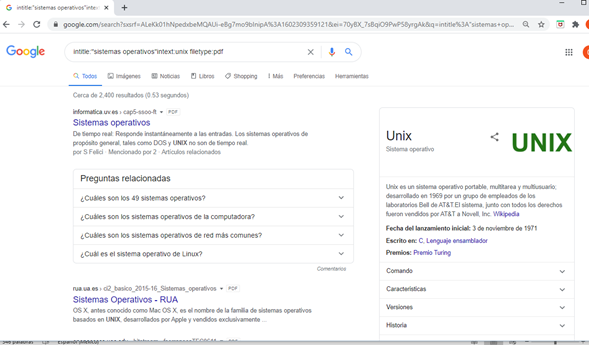 intitle:"sistemas operativos"intext
google.com/search?sxsrf=ALeKk01hNpedxbeMQAUi-eBg7mo9bInipA%3A1602309359121&ei=70yBX_7sBqiO9PwP58yrgAk&q=intitle%3A"sistemas+op...
Google
intitle:"sistemas operativos"intext:unix filetype:pdf
Todos
Imágenes
Noticias
Libros
Shopping
Más
Preferencias
Herramientas
Cerca de 2,400 resultados (0.53 segundos)
informatica.uv.es › cap5-ssoo-ft PDF
Sistemas operativos
De tiempo real: Responde instantáneamente a las entradas. Los sistemas operativos de
propósito general, tales como DOS y UNIX no son de tiempo real.
por S Felici · Mencionado por 2 · Artículos relacionados
Preguntas relacionadas
¿Cuáles son los 49 sistemas operativos?
¿Cuáles son los sistemas operativos de la computadora?
¿Cuáles son los sistemas operativos de red más comunes?
¿Cuál es el sistema operativo de Linux?
Comentarios
rua.ua.es › ci2_basico_2015-16_Sistemas_operativos PDF
Sistemas Operativos - RUA
OS X, antes conocido como Mac OS X, es el nombre de la familia de sistemas operativos
basados en UNIX, desarrollados por Apple y vendidos exclusivamente ...
Unix
Sistema operativo
UNIX
Unix es un sistema operativo portable, multitarea y multiusuario;
desarrollado en 1969 por un grupo de empleados de los
laboratorios Bell de AT&T.El sistema, junto con todos los derechos
fueron vendidos por AT&T a Novell, Inc. Wikipedia
Fecha del lanzamiento inicial: 3 de noviembre de 1971
Escrito en: C, Lenguaje ensamblador
Premios: Premio Turing
Comando
Características
Versiones
Historia